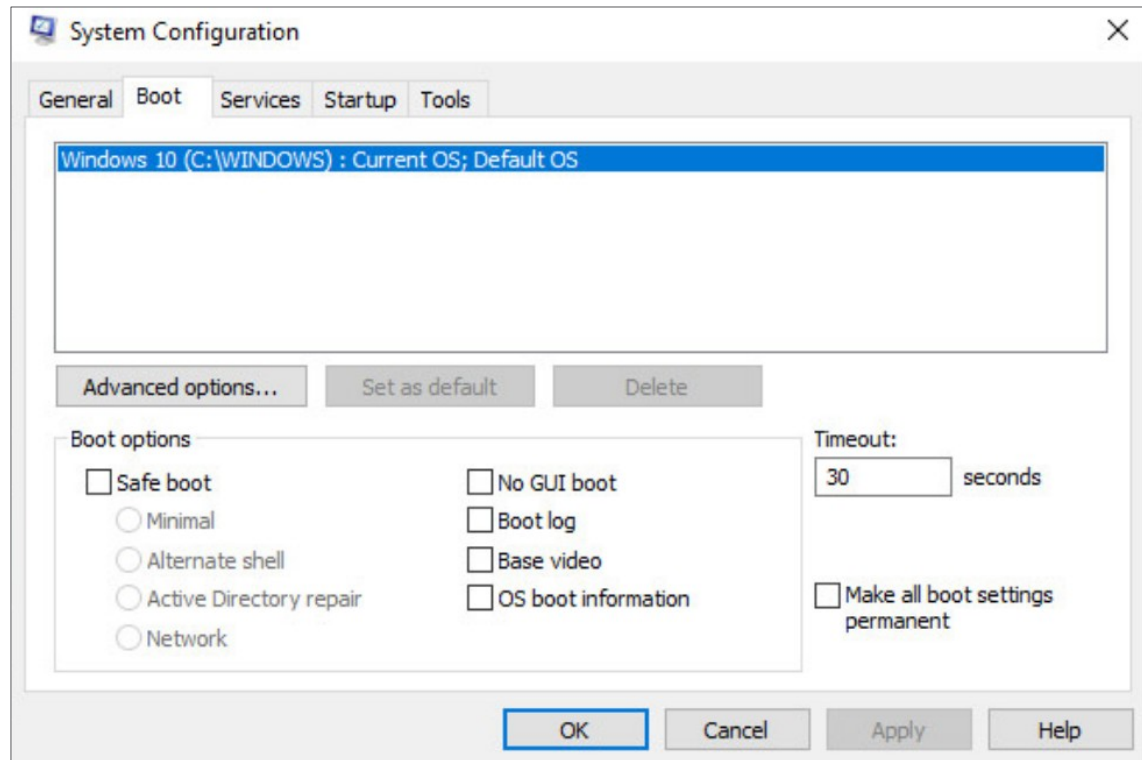 System Configuration
General Boot Services Startup Tools
Windows 10 (C:\WINDOWS) : Current OS; Default OS
Advanced options... Set as default Delete
Boot options
Timeout:
Safe boot
No GUI boot
30 seconds
Minimal
Boot log
Alternate shell
Base video
Active Directory repair
OS boot information
Make all boot settings
permanent
Network
OK Cancel Apply Help